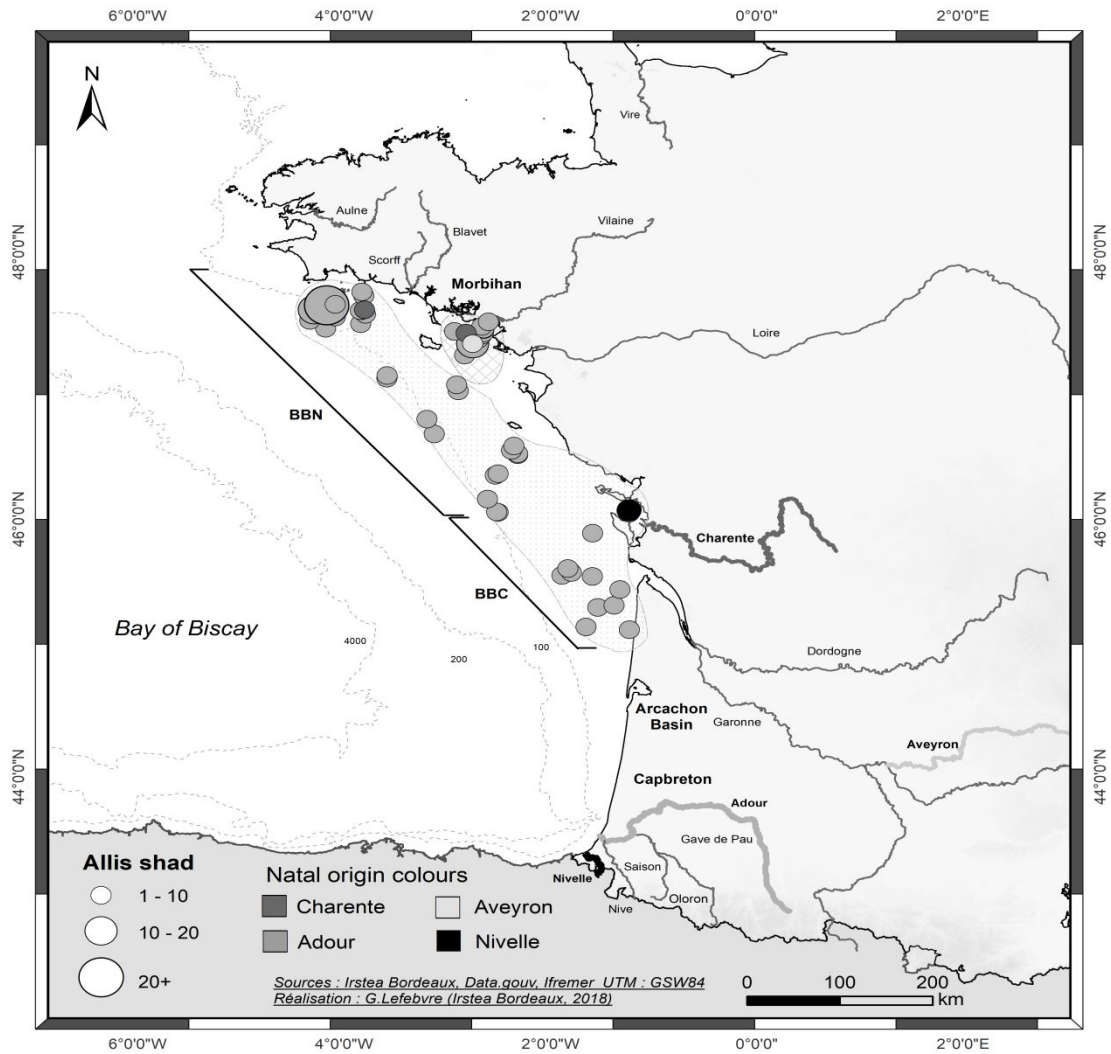 6°0'0"W 4°0'0"W 2°0'0"W 0°0'0" 2°0'0"E
N
Vire
48°0'0"N
48°0'0"N
Aulne
Blavet
Vilaine
Scorff
Morbihan
Loire
BBN
46°0'0"N
46°0'0"N
Charente
BBC
Bay of Biscay
4000
200
100
Dordogne
Arcachon
Basin
Garonne
Aveyron
44°0'0"N
44°0'0"N
Capbreton
Adour
Gave de Pau
Saison
Nivelle
Oloron
Nive
Allis shad
1 - 10
10 - 20
20+
Natal origin colours
Charente
Aveyron
Adour
Nivelle
Sources : Irstea Bordeaux, Data.gouv, Ifremer UTM : GSW84
Réalisation : G.Lefebvre (Irstea Bordeaux, 2018)
0 100 200
km
6°0'0"W 4°0'0"W 2°0'0"W 0°0'0" 2°0'0"E